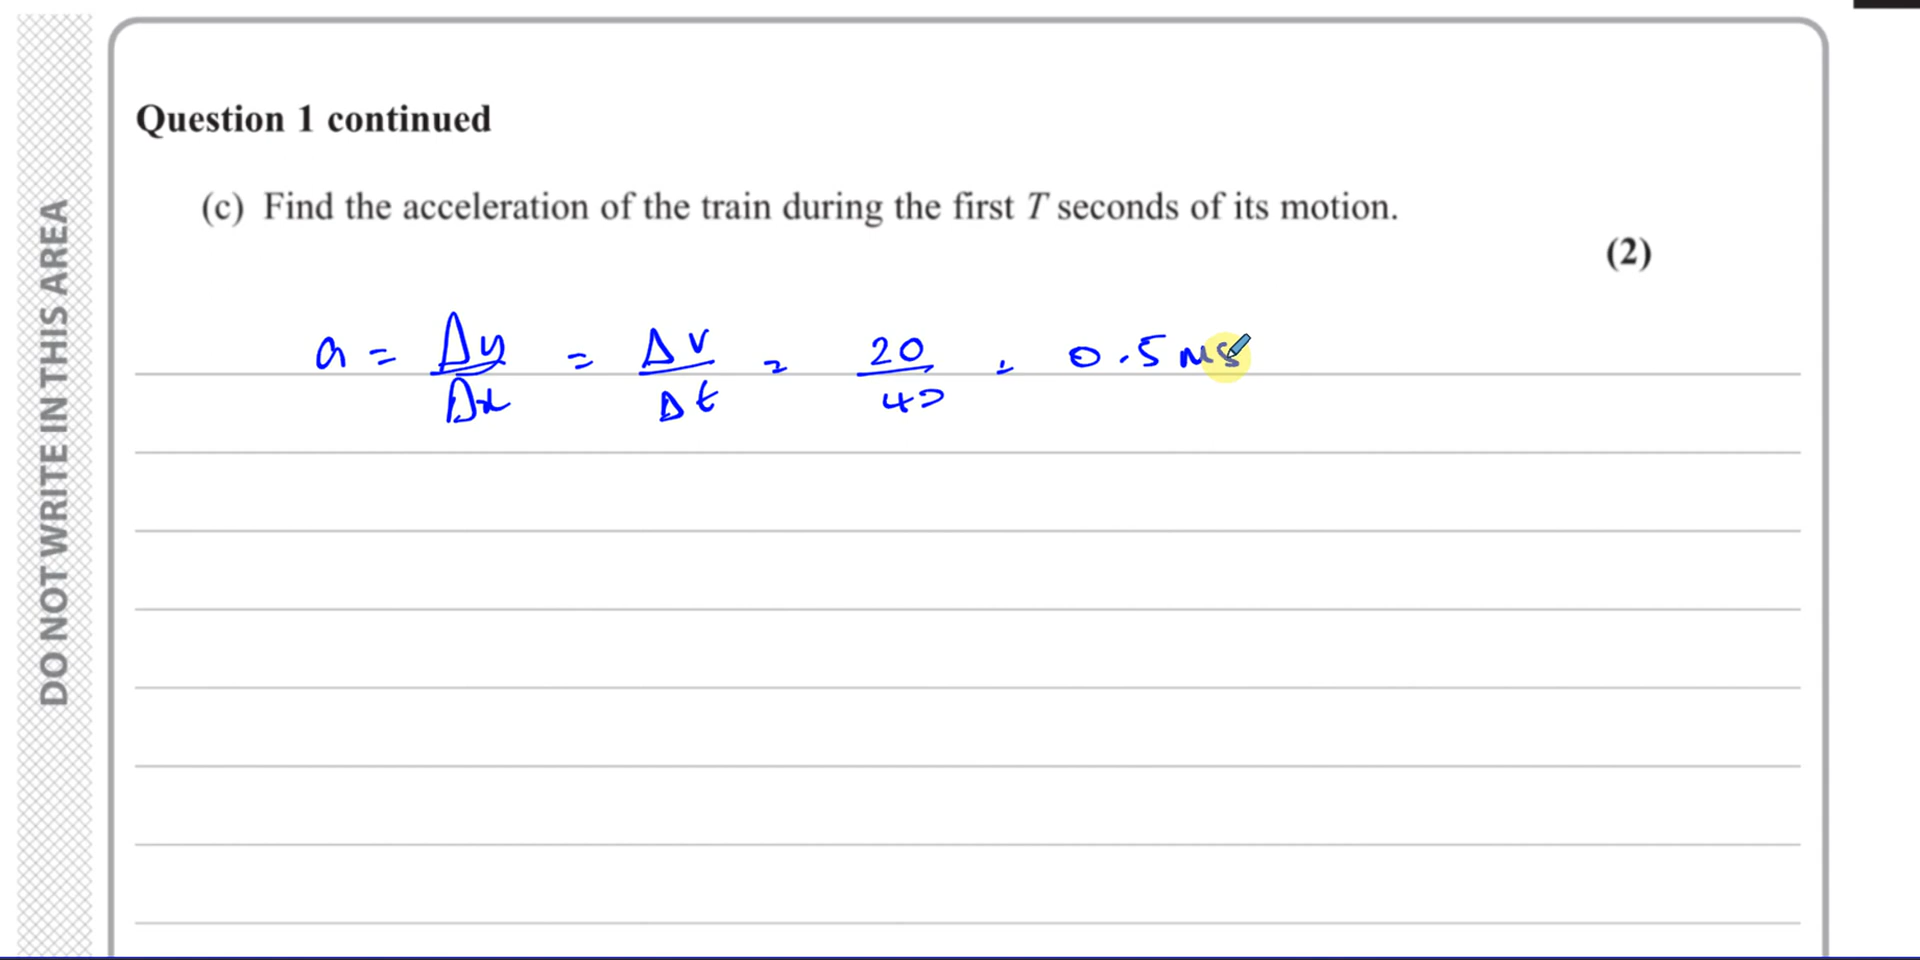 Question 1 continued
(c) Find the acceleration of the train during the first T seconds of its motion.
(2)
a = Δy/Δx = Δv/Δt = 20/40 = 0.5 ms
DO NOT WRITE IN THIS AREA